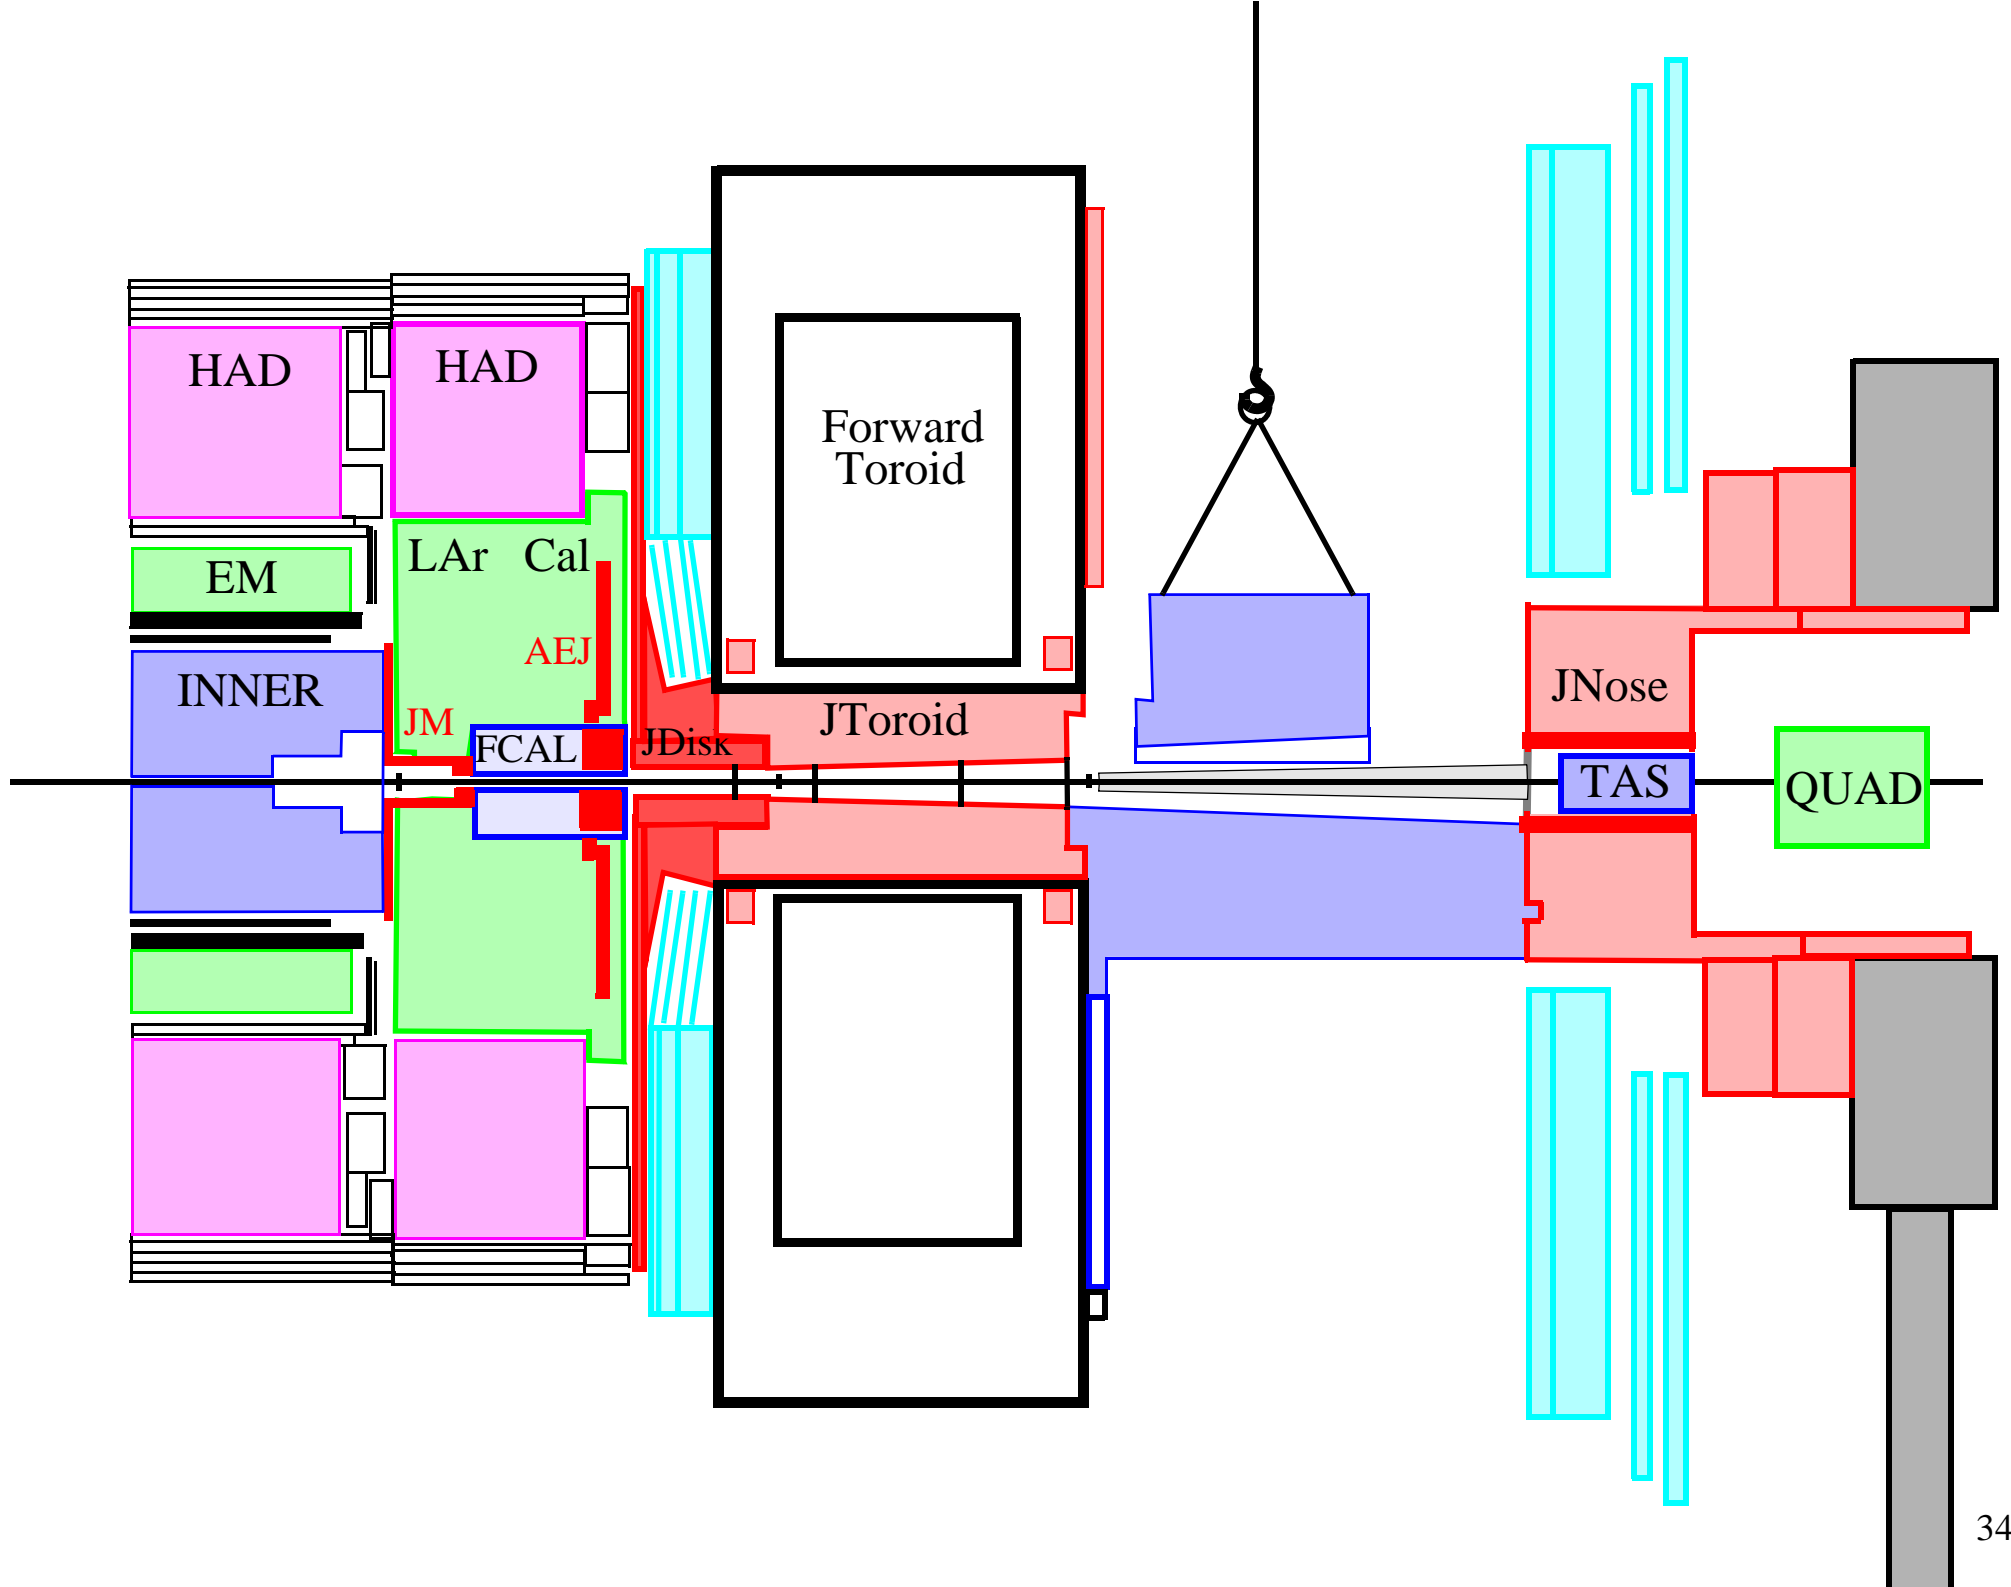 HAD
HAD
Forward
Toroid
LAr Cal
EM
AEJ
INNER
JM
JToroid
JNose
FCAL
JDisk
TAS
QUAD
34